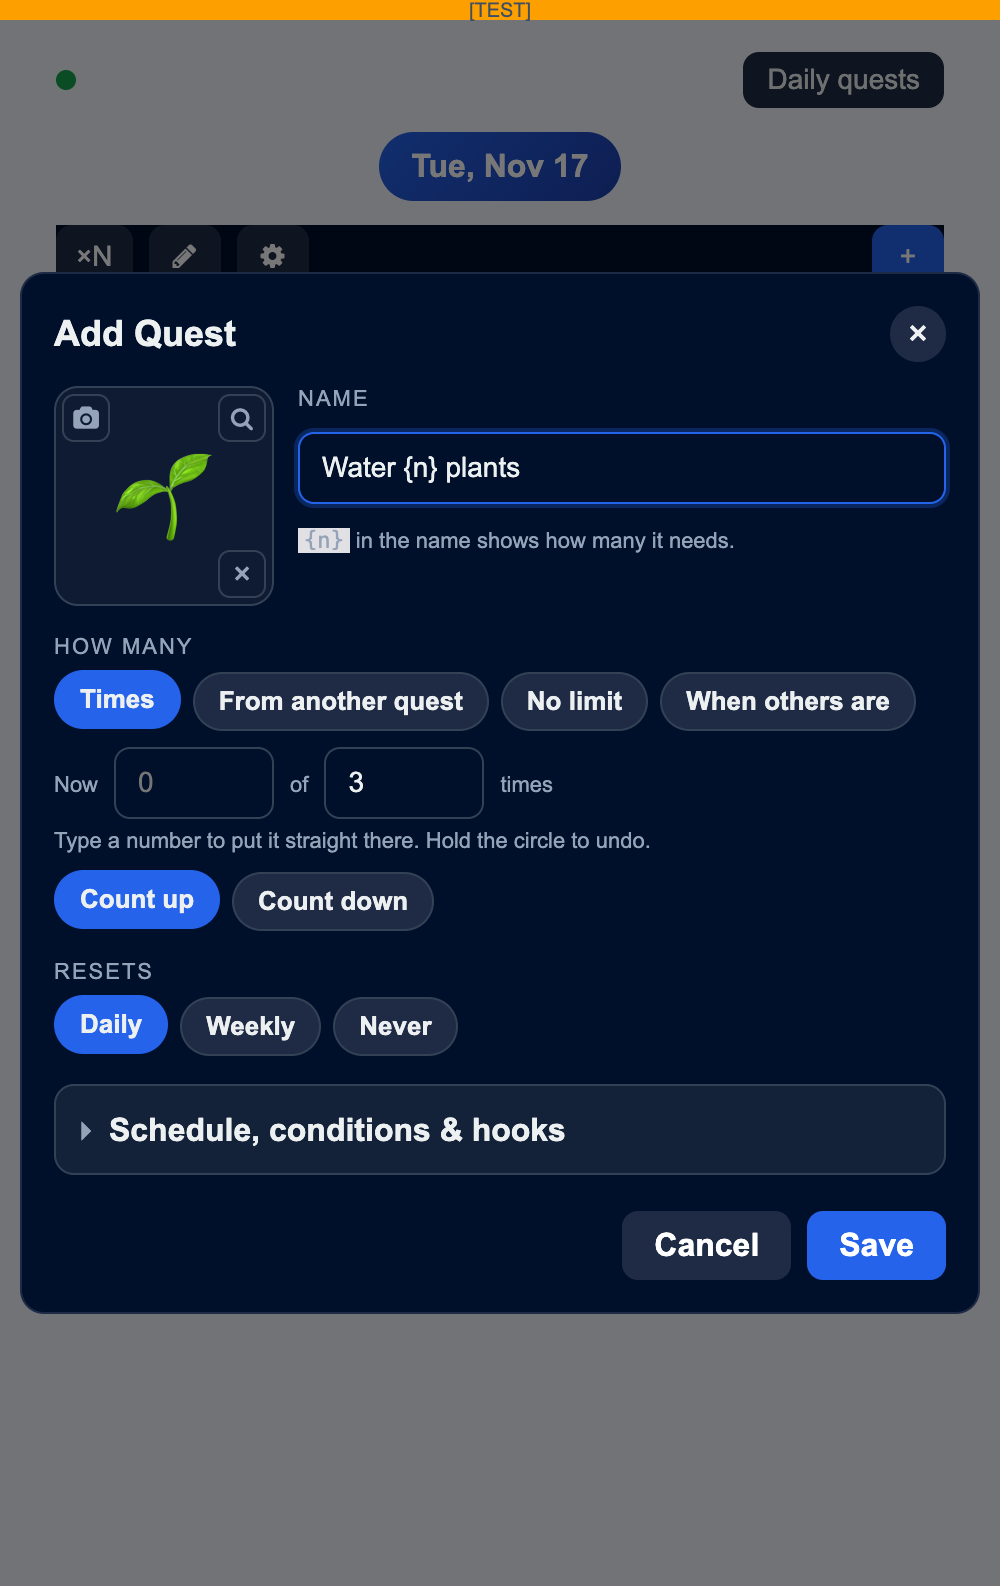 [TEST]
Daily quests
Tue, Nov 17
×N
+
Add Quest
×
NAME
Water {n} plants
{n} in the name shows how many it needs.
×
HOW MANY
Times From another quest No limit When others are
Now 0 of 3 times
Type a number to put it straight there. Hold the circle to undo.
Count up Count down
RESETS
Daily Weekly Never
Schedule, conditions & hooks
Cancel Save